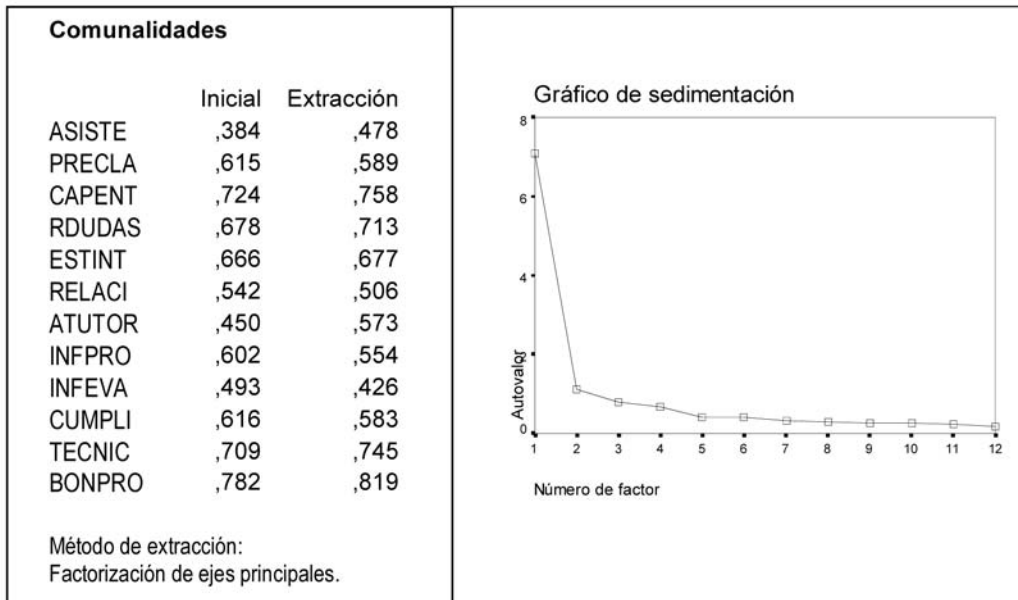 Comunalidades
Inicial Extracción
ASISTE ,384 ,478
PRECLA ,615 ,589
CAPENT ,724 ,758
RDUDAS ,678 ,713
ESTINT ,666 ,677
RELACI ,542 ,506
ATUTOR ,450 ,573
INFPRO ,602 ,554
INFEVA ,493 ,426
CUMPLI ,616 ,583
TECNIC ,709 ,745
BONPRO ,782 ,819
Método de extracción:
Factorización de ejes principales.
Gráfico de sedimentación
8
6
4
2
0
Autovalor
1 2 3 4 5 6 7 8 9 10 11 12
Número de factor